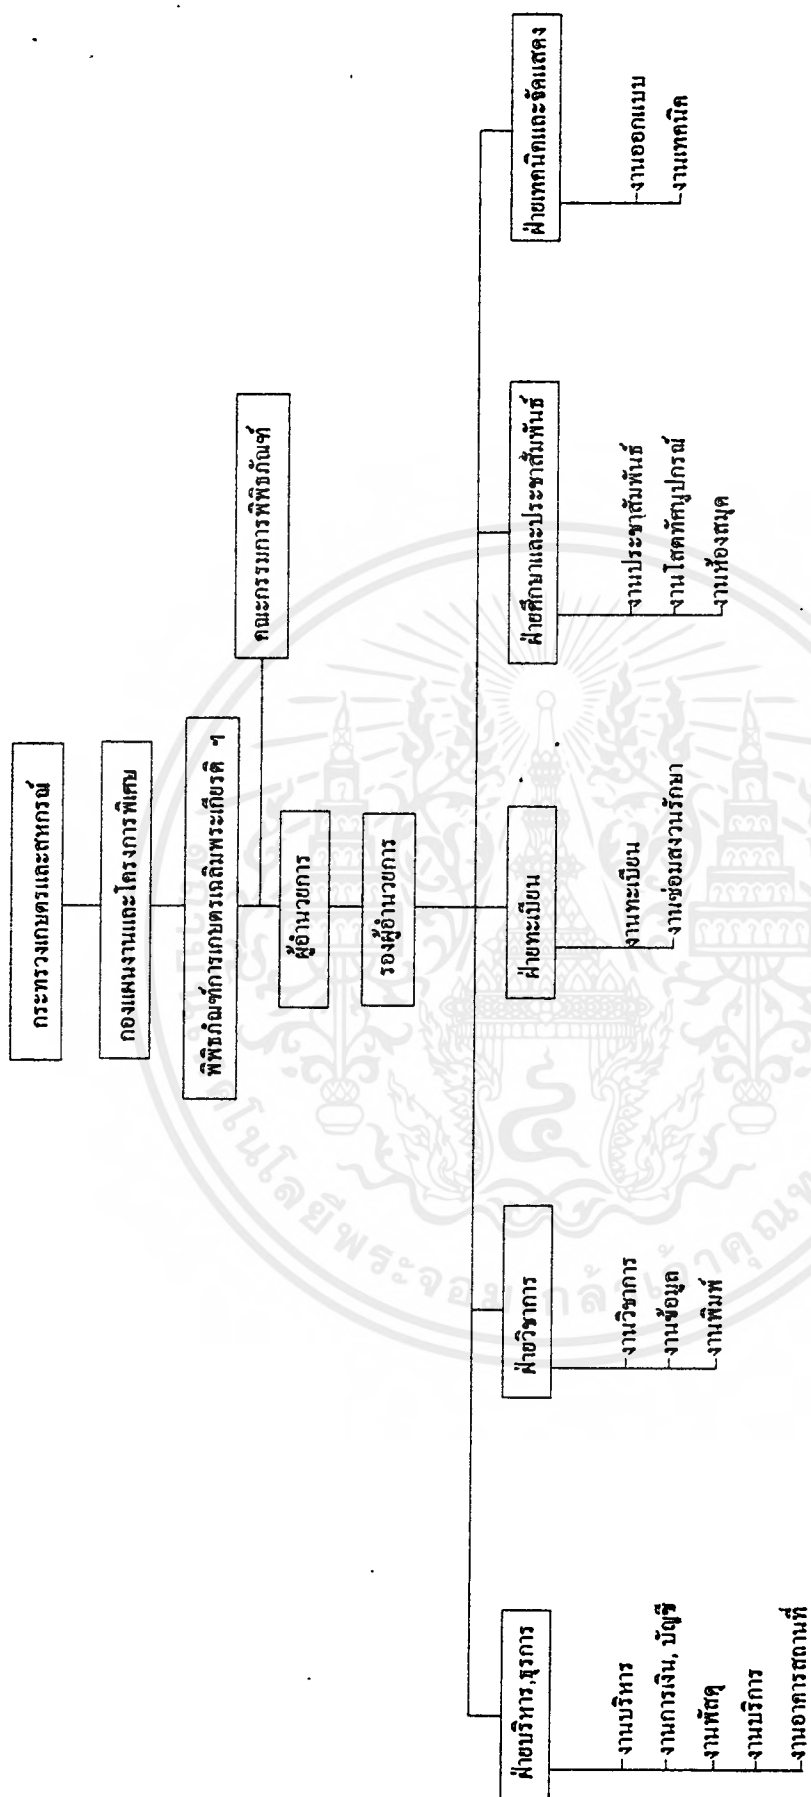 กระทรวงเกษตรและสหกรณ์
กองแผนงานและโครงการพิเศษ
พิพิธภัณฑ์การเกษตรเฉลิมพระเกียรติ ฯ
คณะกรรมการพิพิธภัณฑ์
ผู้อำนวยการ
รองผู้อำนวยการ
ฝ่ายบริหาร,ธุรการ
-งานบริหาร
-งานการเงิน, บัญชี
-งานพัสดุ
-งานบริการ
-งานอาคารสถานที่
ฝ่ายวิชาการ
-งานวิชาการ
-งานข้อมูล
-งานพิมพ์
ฝ่ายทะเบียน
-งานทะเบียน
-งานซ่อมสงวนรักษา
ฝ่ายศึกษาและประชาสัมพันธ์
-งานประชาสัมพันธ์
-งานโสตทัศนูปกรณ์
-งานห้องสมุด
ฝ่ายเทคนิคและจัดแสดง
-งานออกแบบ
-งานเทคนิค